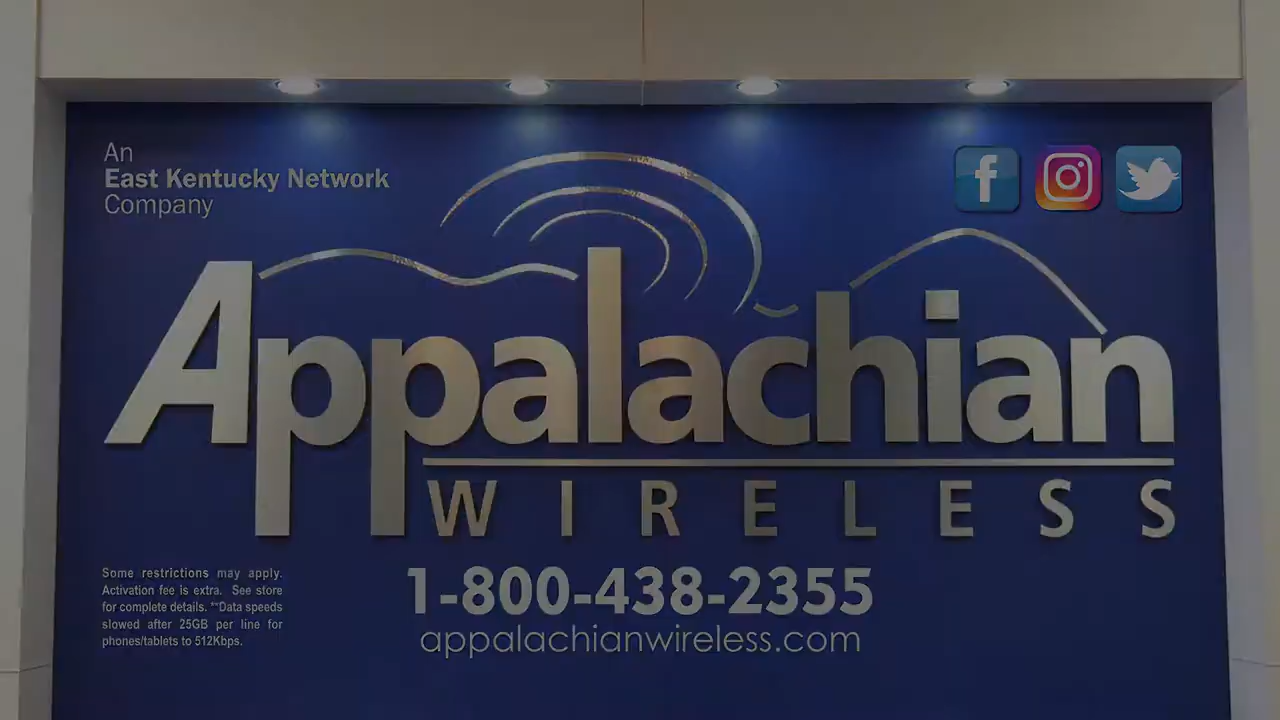 An
East Kentucky Network
Company
Appalachian
WIRELESS
Some restrictions may apply.
Activation fee is extra. See store
for complete details. **Data speeds
slowed after 25GB per line for
phones/tablets to 512Kbps.
1-800-438-2355
appalachianwireless.com